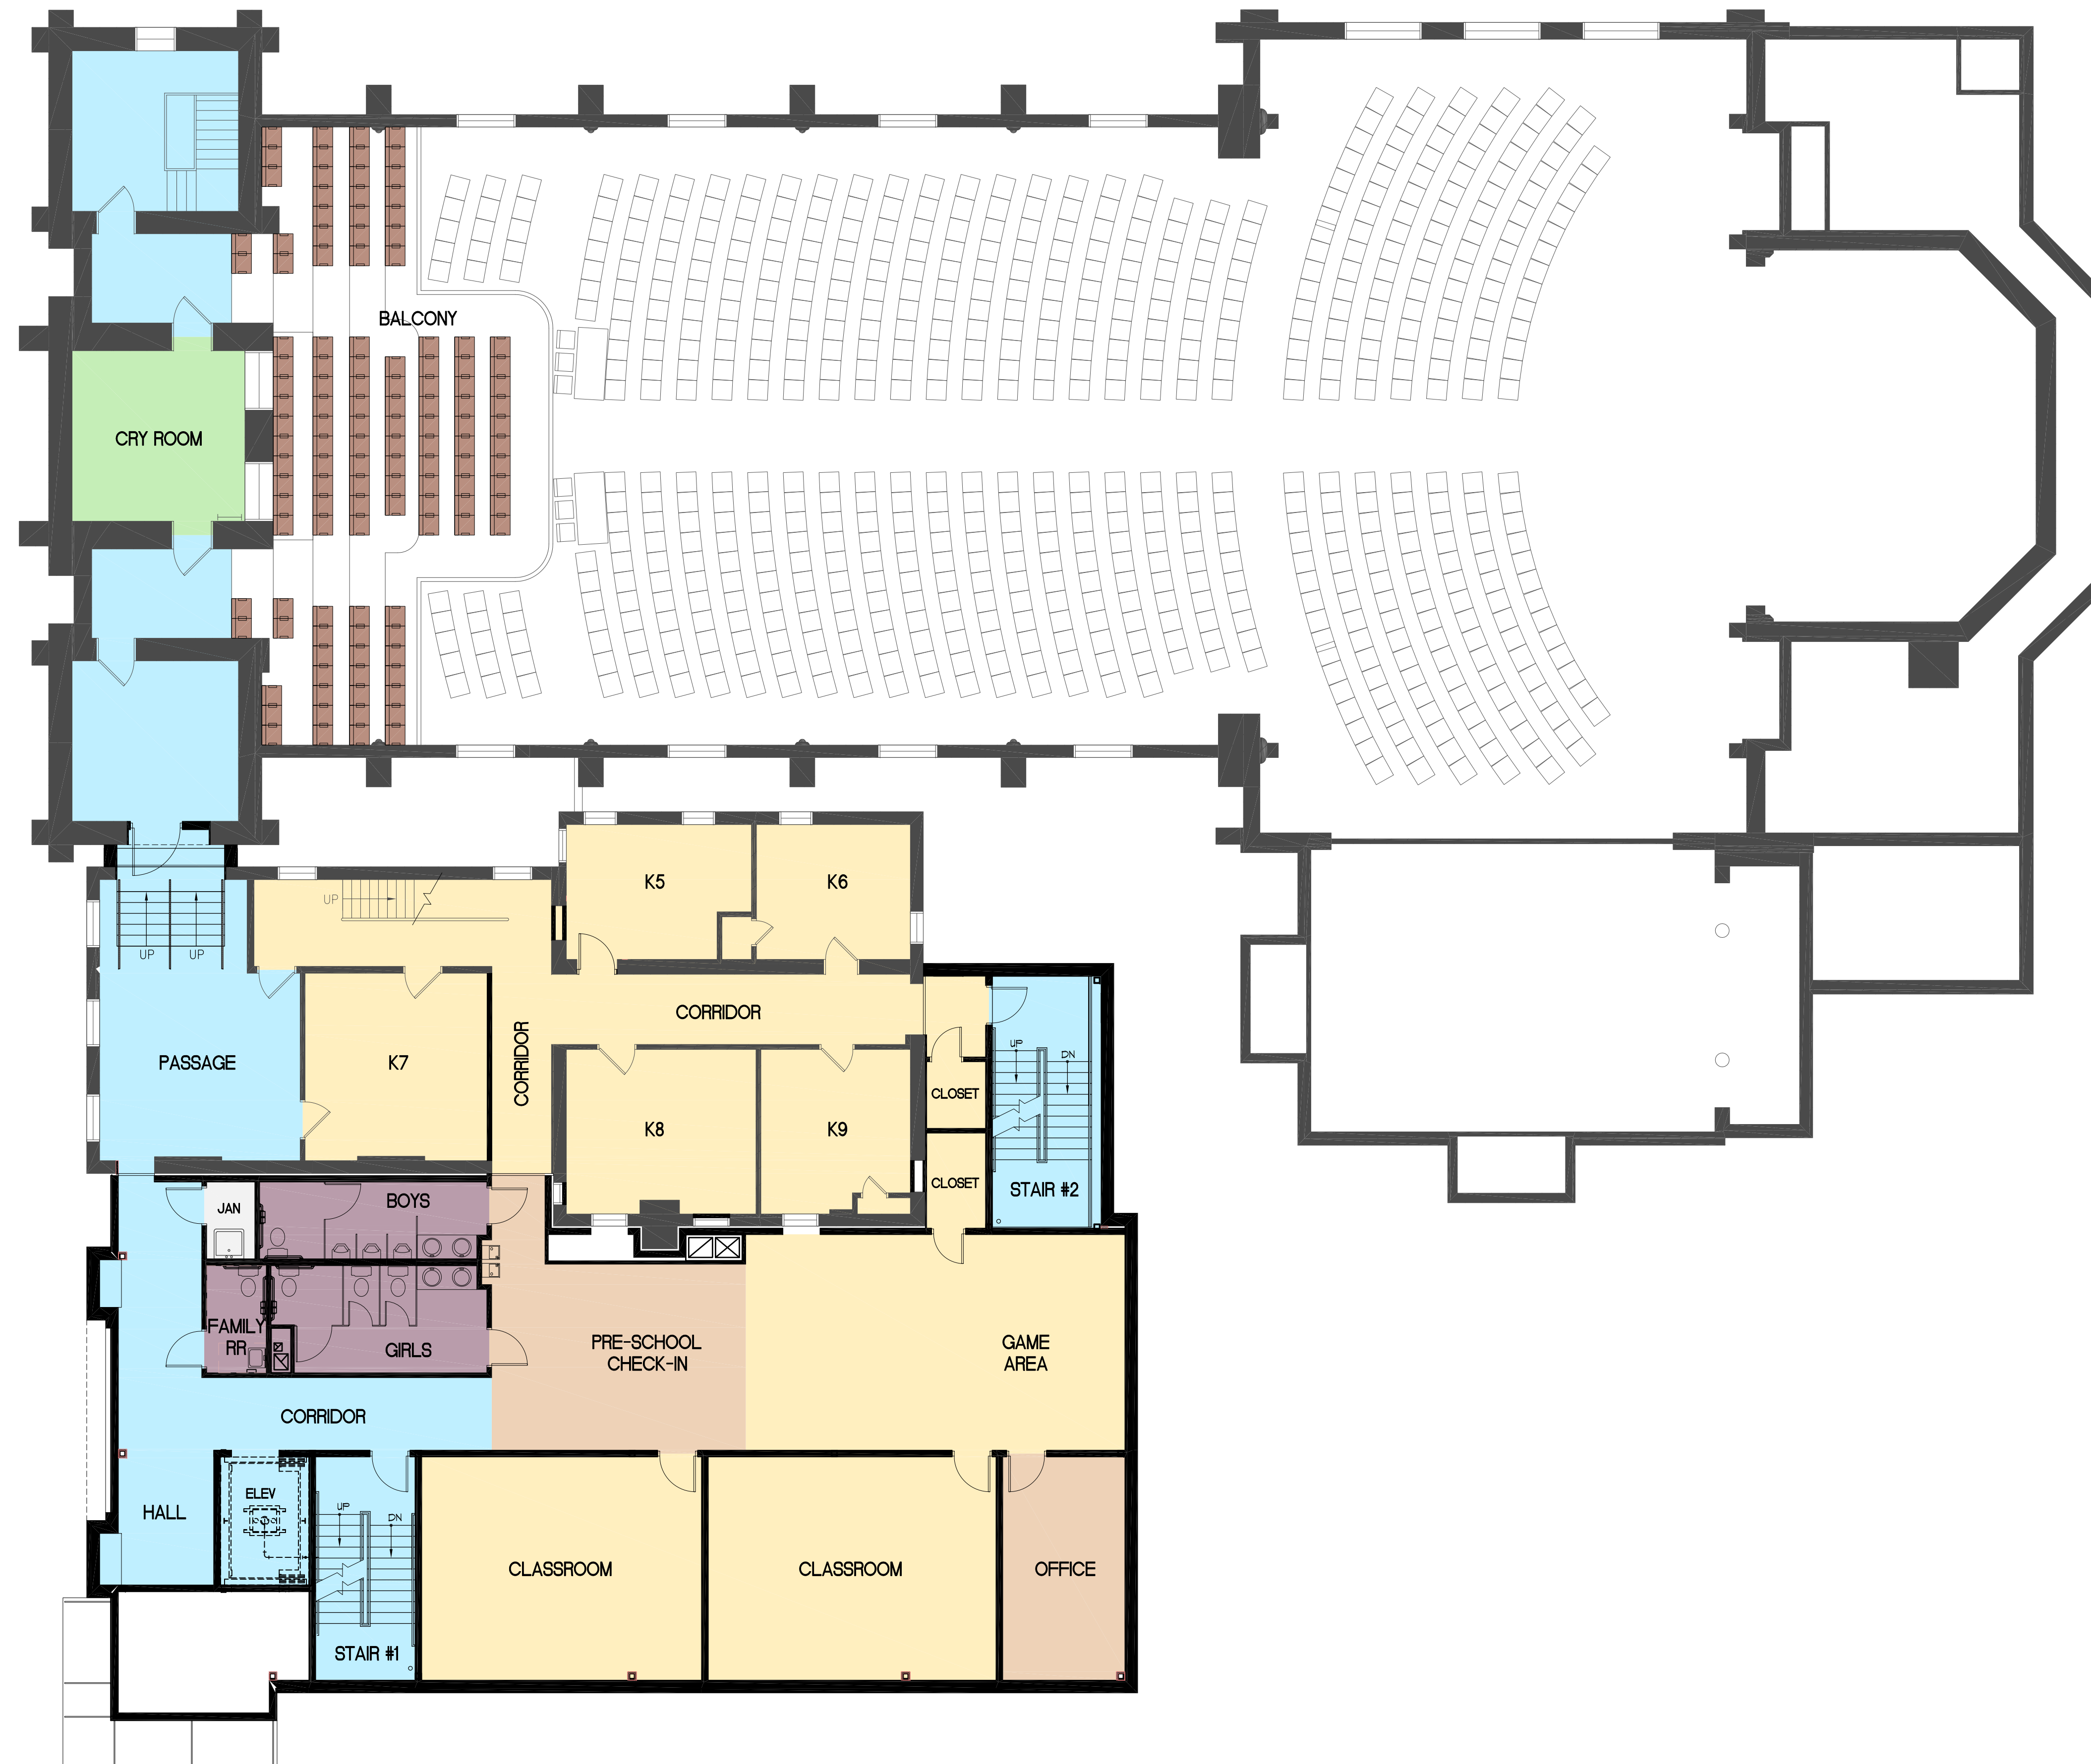 BALCONY
CRY ROOM
K5
K6
UP
UP
UP
CORRIDOR
PASSAGE
K7
CORRIDOR
UP
DN
CLOSET
K8
K9
CLOSET
STAIR #2
JAN
BOYS
FAMILY
RR
GIRLS
PRE-SCHOOL
CHECK-IN
GAME
AREA
CORRIDOR
ELEV
HALL
UP
DN
CLASSROOM
CLASSROOM
OFFICE
STAIR #1